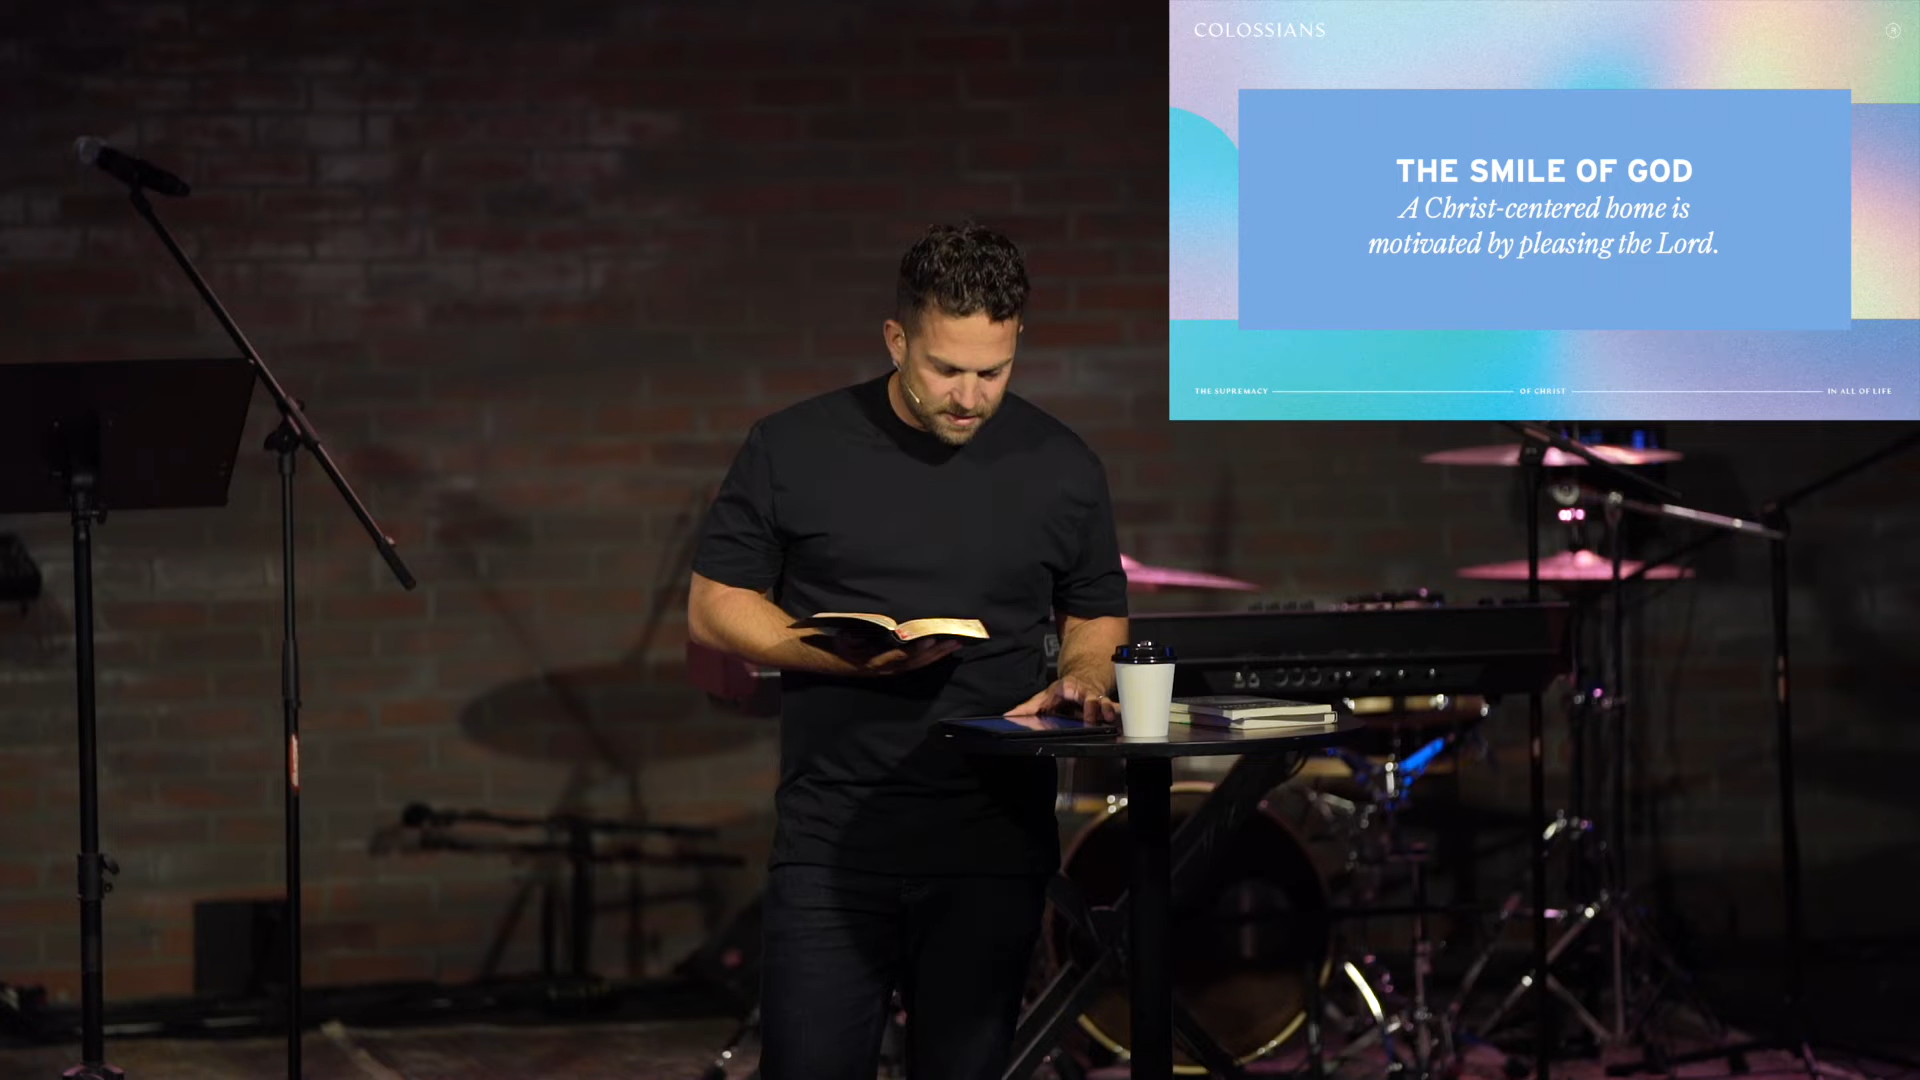 COLOSSIANS
THE SMILE OF GOD
A Christ-centered home is
motivated by pleasing the Lord.
THE SUPREMACY OF CHRIST IN ALL OF LIFE